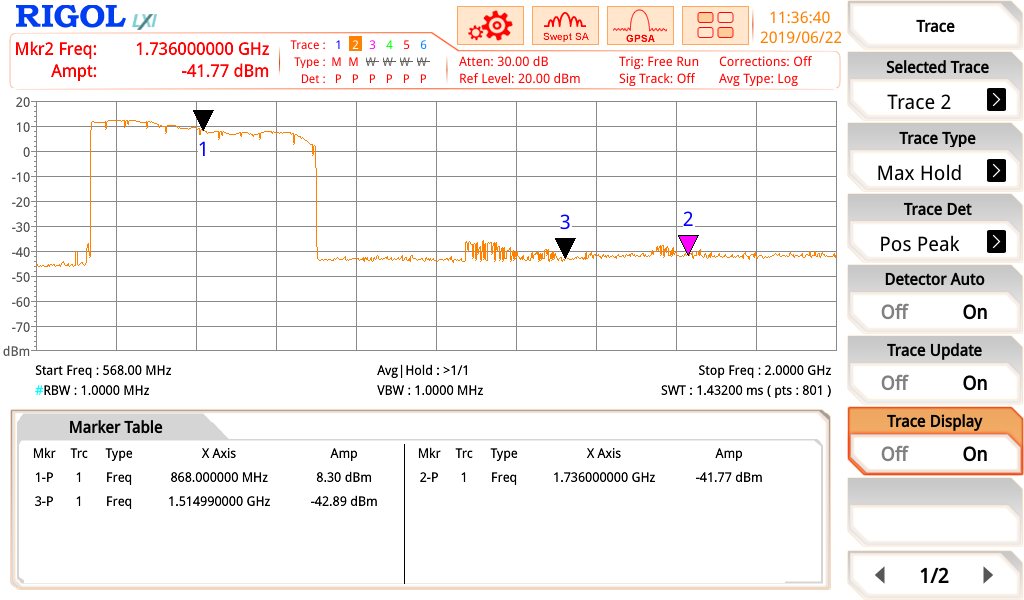 RIGOL LXI
Swept SA
GPSA
11:36:40
2019/06/22
Mkr2 Freq: 1.736000000 GHz
Ampt: -41.77 dBm
Trace : 1 2 3 4 5 6
Type : M M W W W W
Det : P P P P P P
Atten: 30.00 dB
Ref Level: 20.00 dBm
Trig: Free Run
Sig Track: Off
Corrections: Off
Avg Type: Log
20
10
0
-10
-20
-30
-40
-50
-60
-70
dBm
1
3
2
Start Freq : 568.00 MHz
Avg|Hold : >1/1
Stop Freq : 2.0000 GHz
#RBW : 1.0000 MHz
VBW : 1.0000 MHz
SWT : 1.43200 ms ( pts : 801 )
Marker Table
Mkr Trc Type X Axis Amp
1-P 1 Freq 868.000000 MHz 8.30 dBm
3-P 1 Freq 1.514990000 GHz -42.89 dBm
Mkr Trc Type X Axis Amp
2-P 1 Freq 1.736000000 GHz -41.77 dBm
Trace
Selected Trace
Trace 2
Trace Type
Max Hold
Trace Det
Pos Peak
Detector Auto
Off On
Trace Update
Off On
Trace Display
Off On
1/2